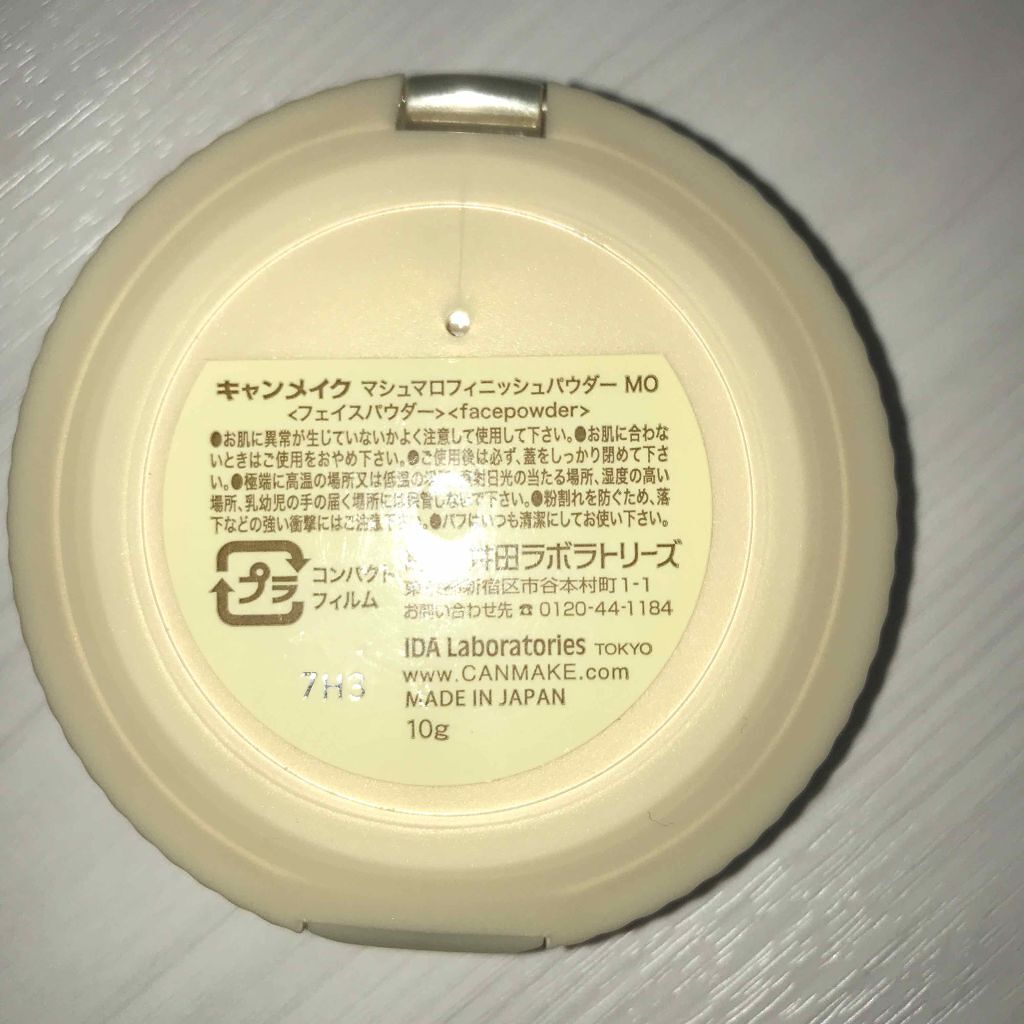 キャンメイク マシュマロフィニッシュパウダー MO
<フェイスパウダー><facepowder>
●お肌に異常が生じていないかよく注意して使用して下さい。●お肌に合わな
いときはご使用をおやめ下さい。●ご使用後は必ず、蓋をしっかり閉めて下さ
い。●極端に高温の場所又は低温の場所、直射日光の当たる場所、湿度の高い
場所、乳幼児の手の届く場所には保管しないで下さい。●粉割れを防ぐため、落
下などの強い衝撃にはご注意下さい。●パフはいつも清潔にしてお使い下さい。
プラ
コンパクト
フィルム
井田ラボラトリーズ
新宿区市谷本村町1-1
お問い合わせ先 ☎ 0120-44-1184
IDA Laboratories TOKYO
www.CANMAKE.com
MADE IN JAPAN
10g
7H3